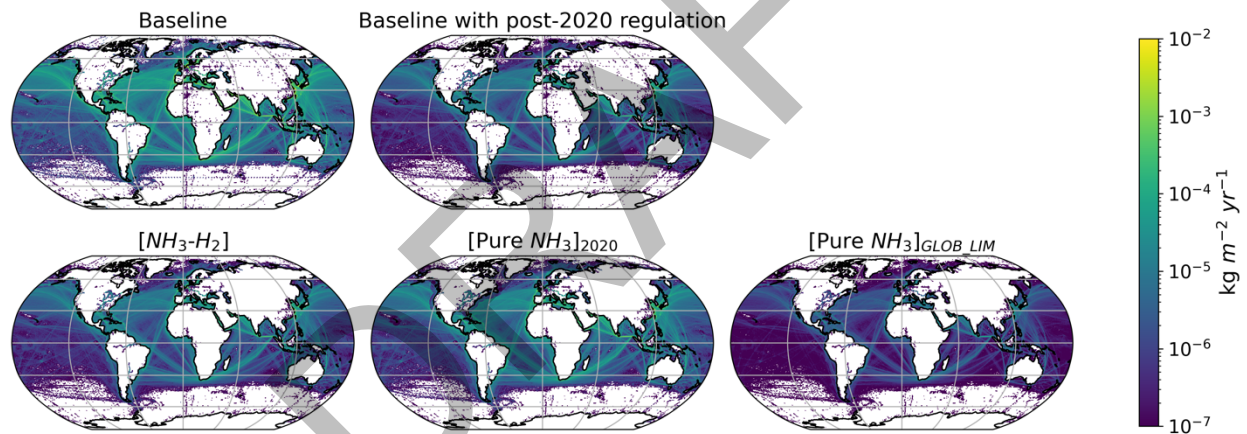 Baseline
Baseline with post-2020 regulation
[NH₃-H₂]
[Pure NH₃]₂₀₂₀
[Pure NH₃]GLOB_LIM
10⁻²
10⁻³
10⁻⁴
10⁻⁵
10⁻⁶
10⁻⁷
kg m⁻² yr⁻¹
DRAFT